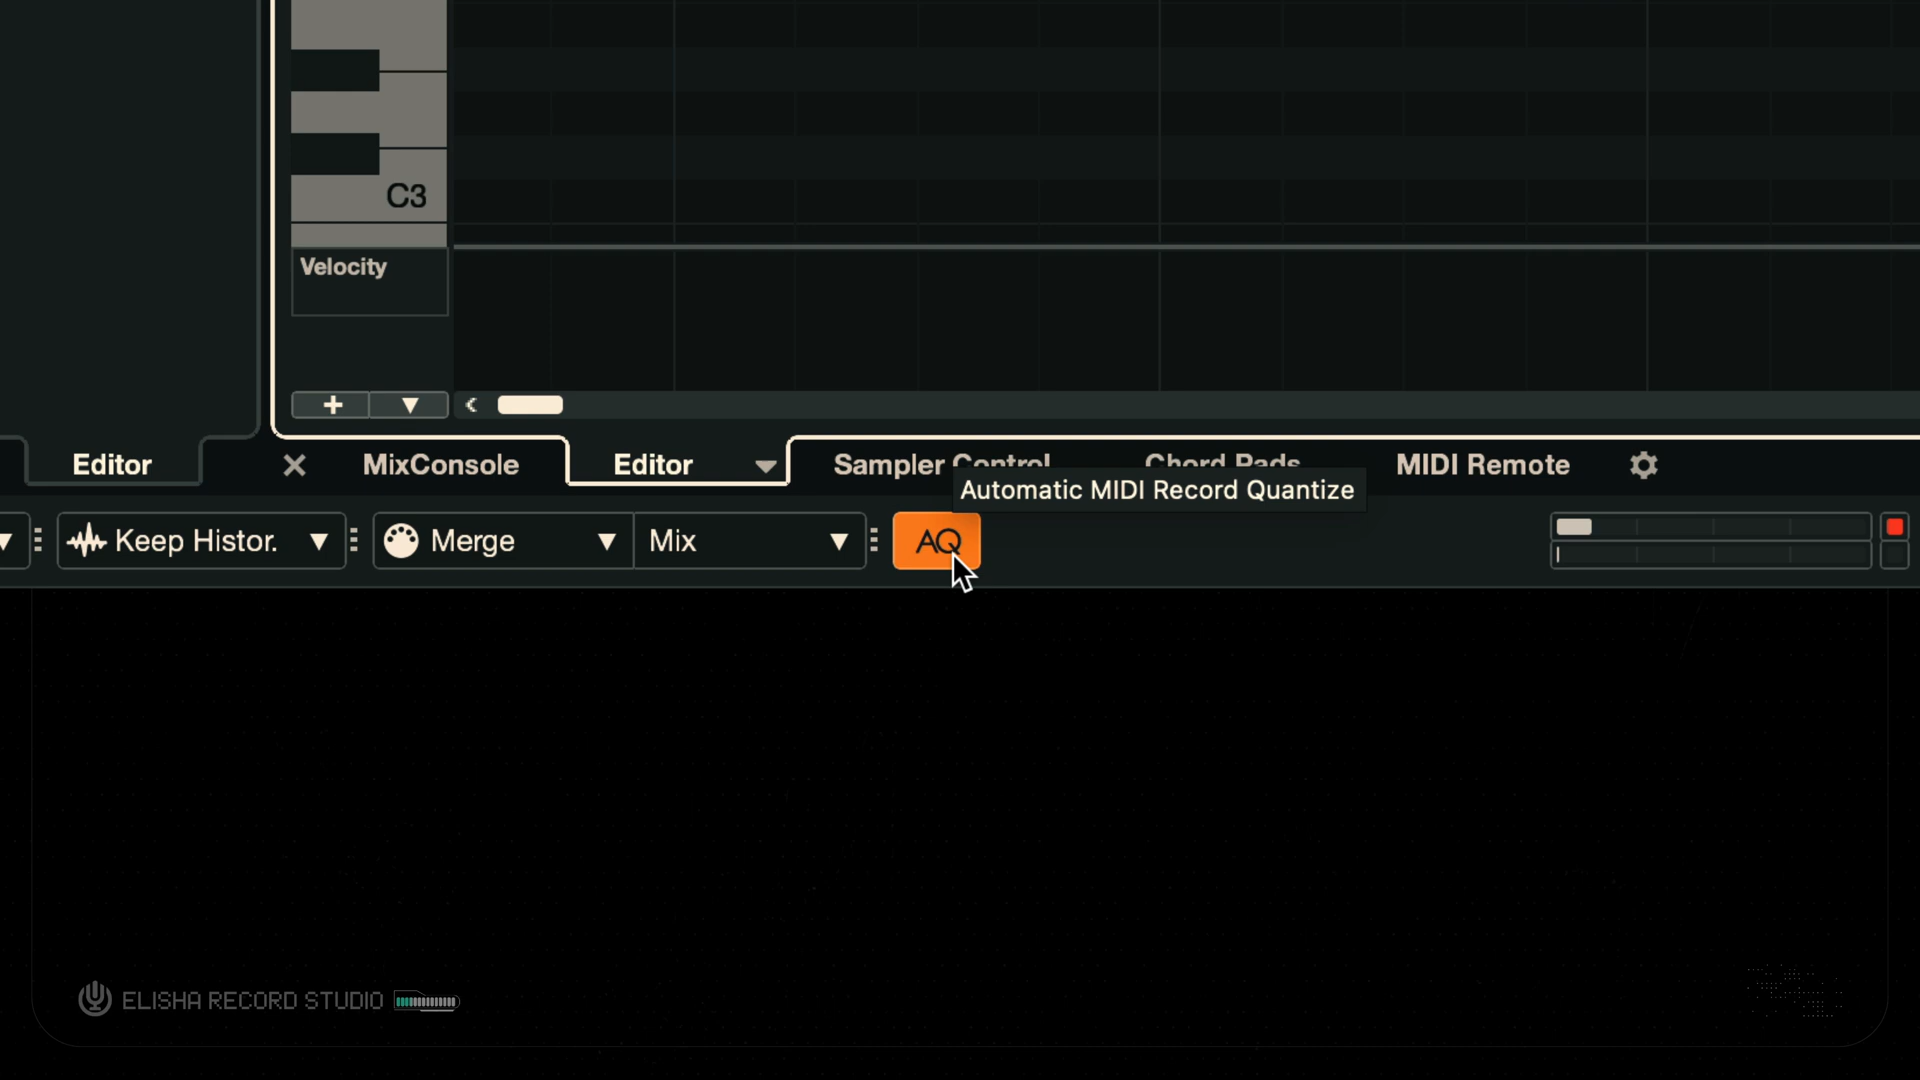 C3
Velocity
Editor
MixConsole
Editor
Sampler Control
Chord Pads
MIDI Remote
Automatic MIDI Record Quantize
Keep Histor.
Merge
Mix
AQ
ELISHA RECORD STUDIO